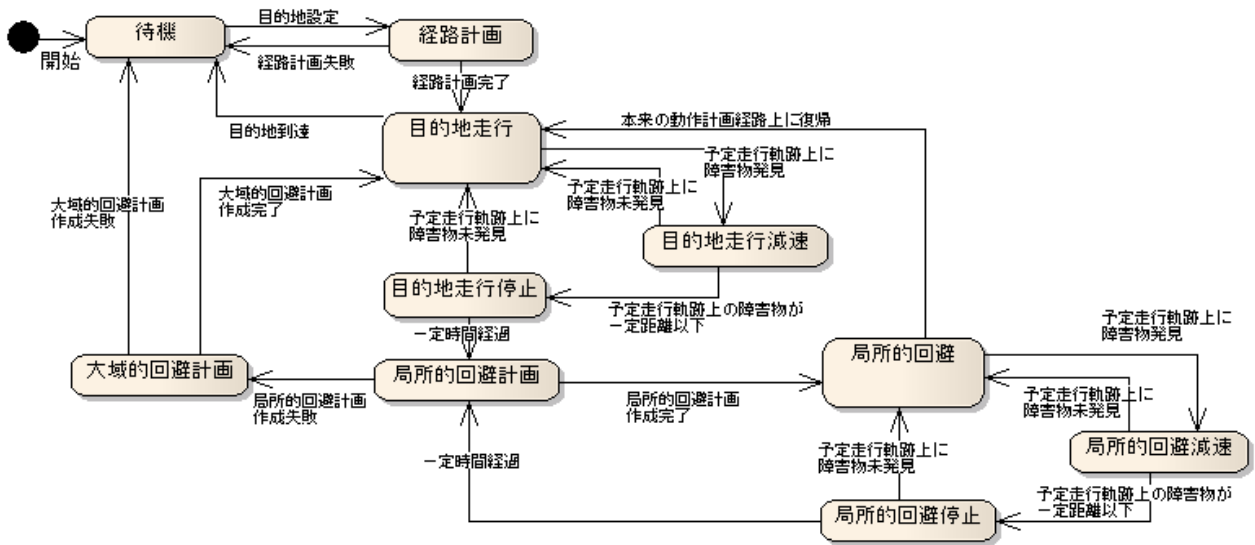 待機
目的地設定
経路計画
開始
経路計画失敗
経路計画完了
目的地走行
本来の動作計画経路上に復帰
目的地到達
予定走行軌跡上に
障害物発見
予定走行軌跡上に
障害物未発見
大域的回避計画
作成失敗
大域的回避計画
作成完了
予定走行軌跡上に
障害物未発見
目的地走行減速
目的地走行停止
予定走行軌跡上の障害物が
一定距離以下
一定時間経過
予定走行軌跡上に
障害物発見
大域的回避計画
局所的回避計画
局所的回避
局所的回避計画
作成失敗
局所的回避計画
作成完了
予定走行軌跡上に
障害物未発見
局所的回避減速
一定時間経過
予定走行軌跡上に
障害物未発見
予定走行軌跡上の障害物が
一定距離以下
局所的回避停止